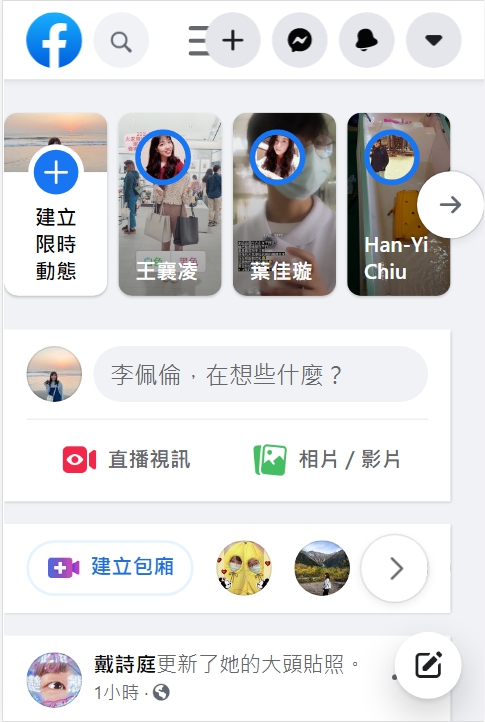 f
建立
限時
動態
王襄凌
葉佳璇
Han-Yi
Chiu
李佩倫，在想些什麼？
直播視訊
相片 / 影片
建立包廂
戴詩庭更新了她的大頭貼照。
1小時 ·